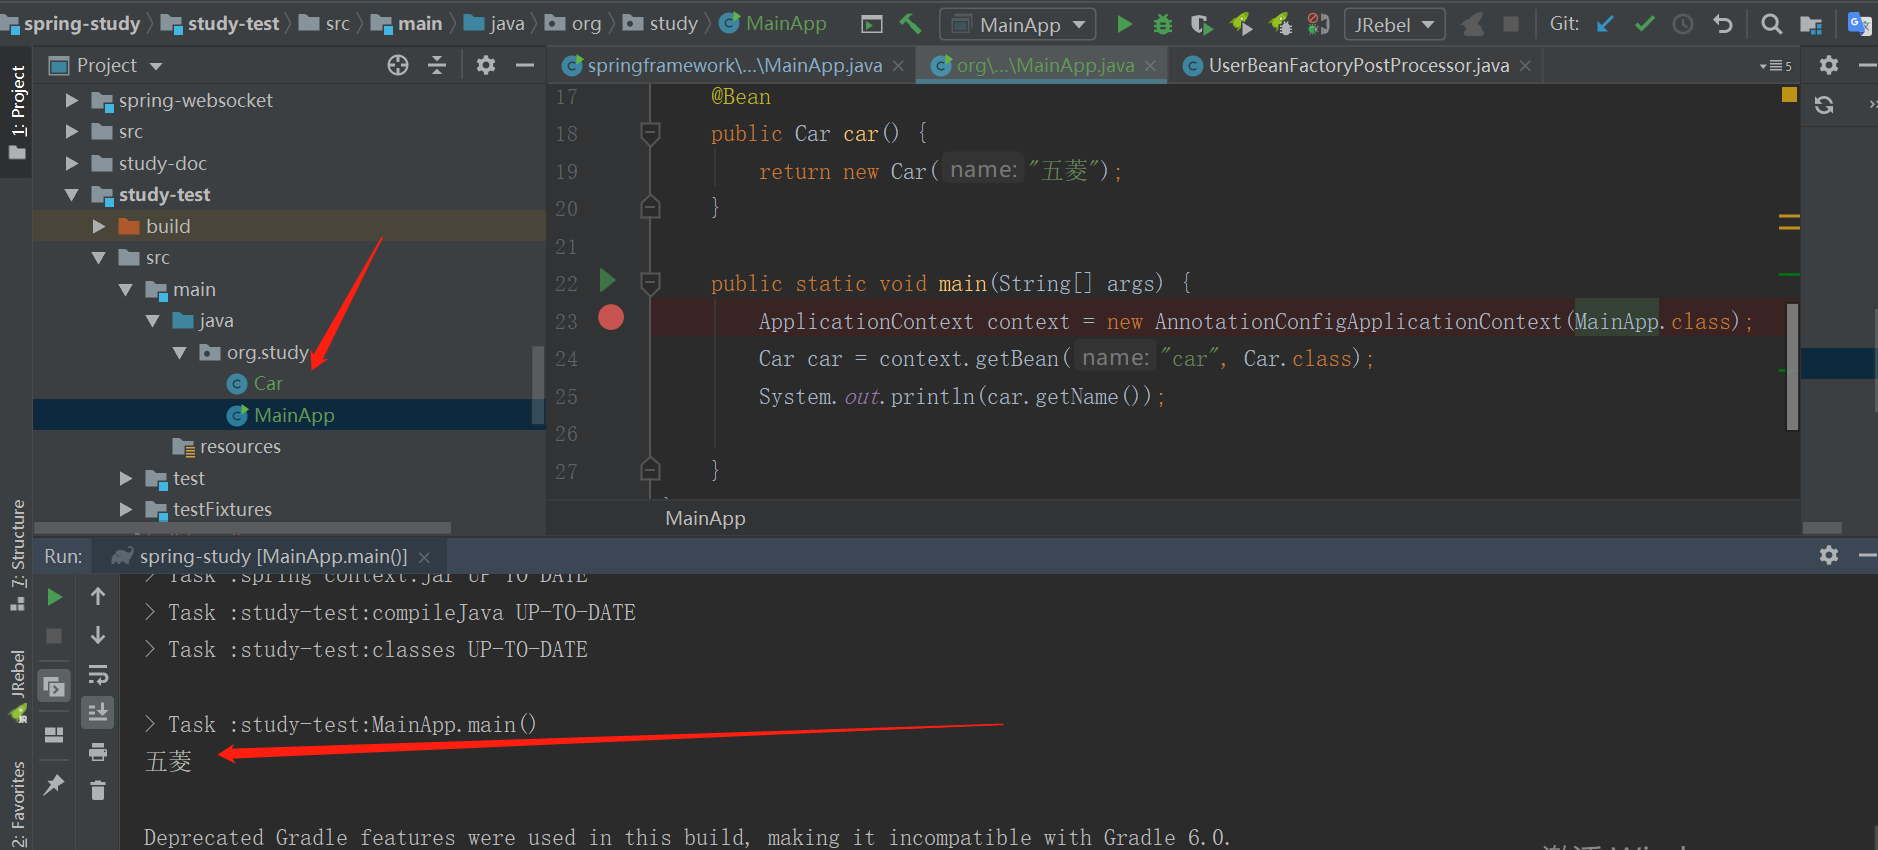 spring-study study-test src main java org study MainApp MainApp JRebel Git:
Project
springframework\...\MainApp.java org\...\MainApp.java UserBeanFactoryPostProcessor.java 5
1: Project
spring-websocket
src
study-doc
study-test
build
src
main
java
org.study
Car
MainApp
resources
test
testFixtures
17 @Bean
18 public Car car() {
19 return new Car( name: "五菱");
20 }
21
22 public static void main(String[] args) {
23 ApplicationContext context = new AnnotationConfigApplicationContext(MainApp.class);
24 Car car = context.getBean( name: "car", Car.class);
25 System.out.println(car.getName());
26
27 }
MainApp
7: Structure
JRebel
2: Favorites
Run: spring-study [MainApp.main()]
> Task :spring context:jar UP TO DATE
> Task :study-test:compileJava UP-TO-DATE
> Task :study-test:classes UP-TO-DATE
> Task :study-test:MainApp.main()
五菱
Deprecated Gradle features were used in this build, making it incompatible with Gradle 6.0.